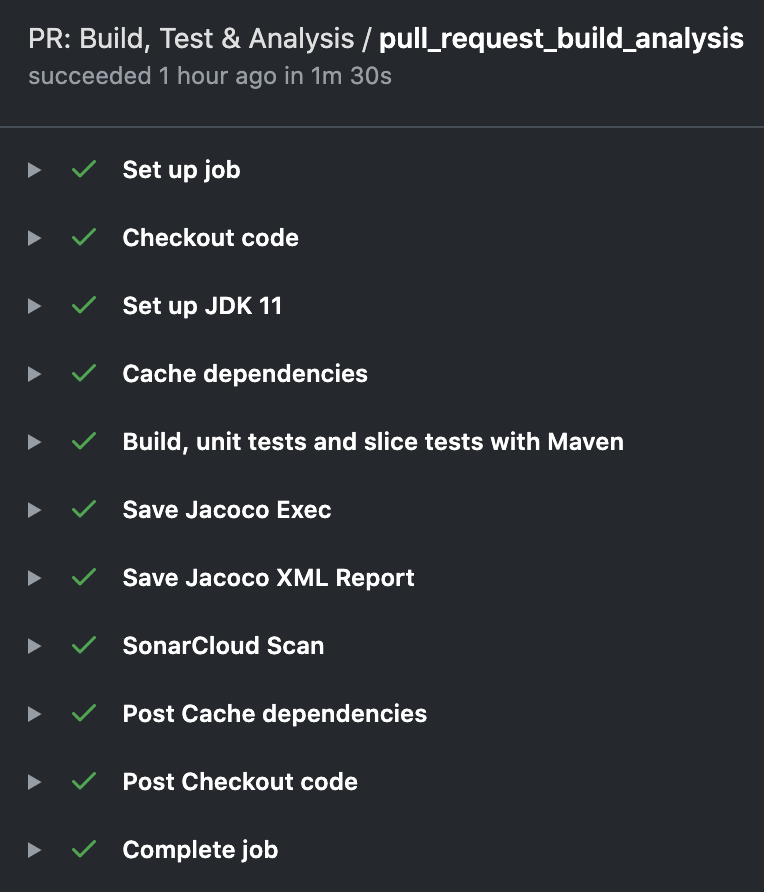 PR: Build, Test & Analysis / pull_request_build_analysis
succeeded 1 hour ago in 1m 30s
Set up job
Checkout code
Set up JDK 11
Cache dependencies
Build, unit tests and slice tests with Maven
Save Jacoco Exec
Save Jacoco XML Report
SonarCloud Scan
Post Cache dependencies
Post Checkout code
Complete job